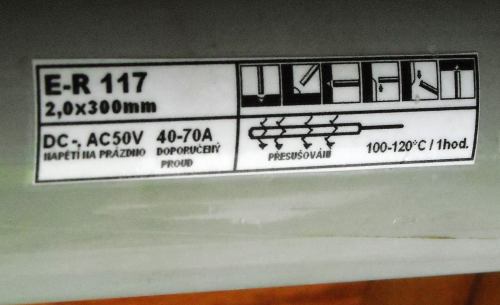 E-R 117
2,0x300mm
DC-, AC50V 40-70A
NAPĚTÍ NA PRÁZDNO DOPORUČENÝ
PROUD
PŘESUŠOVÁNÍ
100-120°C / 1hod.